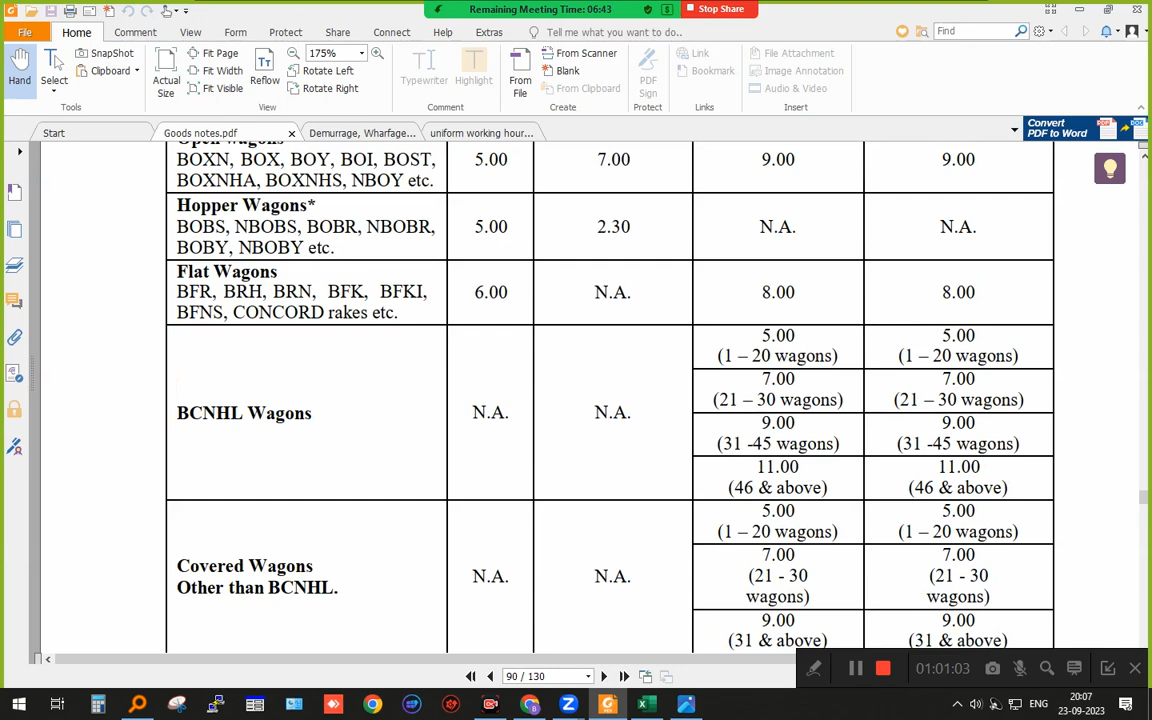 Remaining Meeting Time: 06:43
Stop Share
File Home Comment View Form Protect Share Connect Help Extras Tell me what you want to do.. Find
Hand
Select
SnapShot
Clipboard
Tools
Actual Size
Fit Page
Fit Width
Fit Visible
Reflow
175%
Rotate Left
Rotate Right
View
Typewriter Highlight
Comment
From File
From Scanner
Blank
From Clipboard
Create
PDF Sign
Protect
Link
Bookmark
Links
File Attachment
Image Annotation
Audio & Video
Insert
Start Goods notes.pdf Demurrage, Wharfage... uniform working hour...
Convert
PDF to Word
Open wagons
BOXN, BOX, BOY, BOI, BOST, 5.00 7.00 9.00 9.00
BOXNHA, BOXNHS, NBOY etc.
Hopper Wagons*
BOBS, NBOBS, BOBR, NBOBR, 5.00 2.30 N.A. N.A.
BOBY, NBOBY etc.
Flat Wagons
BFR, BRH, BRN, BFK, BFKI, 6.00 N.A. 8.00 8.00
BFNS, CONCORD rakes etc.
5.00 5.00
(1 – 20 wagons) (1 – 20 wagons)
7.00 7.00
(21 – 30 wagons) (21 – 30 wagons)
BCNHL Wagons N.A. N.A.
9.00 9.00
(31 -45 wagons) (31 -45 wagons)
11.00 11.00
(46 & above) (46 & above)
5.00 5.00
(1 – 20 wagons) (1 – 20 wagons)
7.00 7.00
Covered Wagons
Other than BCNHL. N.A. N.A.
(21 - 30 (21 - 30
wagons) wagons)
9.00 9.00
(31 & above) (31 & above)
90 / 130
01:01:03
ENG
20:07
23-09-2023